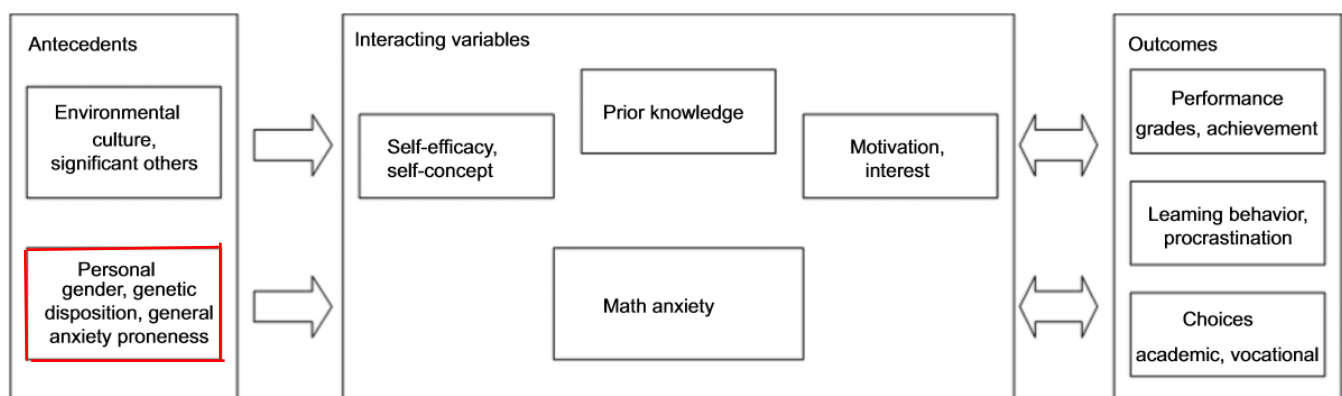 Antecedents
Environmental
culture,
significant others
Personal
gender, genetic
disposition, general
anxiety proneness
Interacting variables
Self-efficacy,
self-concept
Prior knowledge
Motivation,
interest
Math anxiety
Outcomes
Performance
grades, achievement
Learning behavior,
procrastination
Choices
academic, vocational